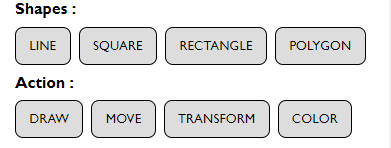 Shapes :
LINE SQUARE RECTANGLE POLYGON
Action :
DRAW MOVE TRANSFORM COLOR